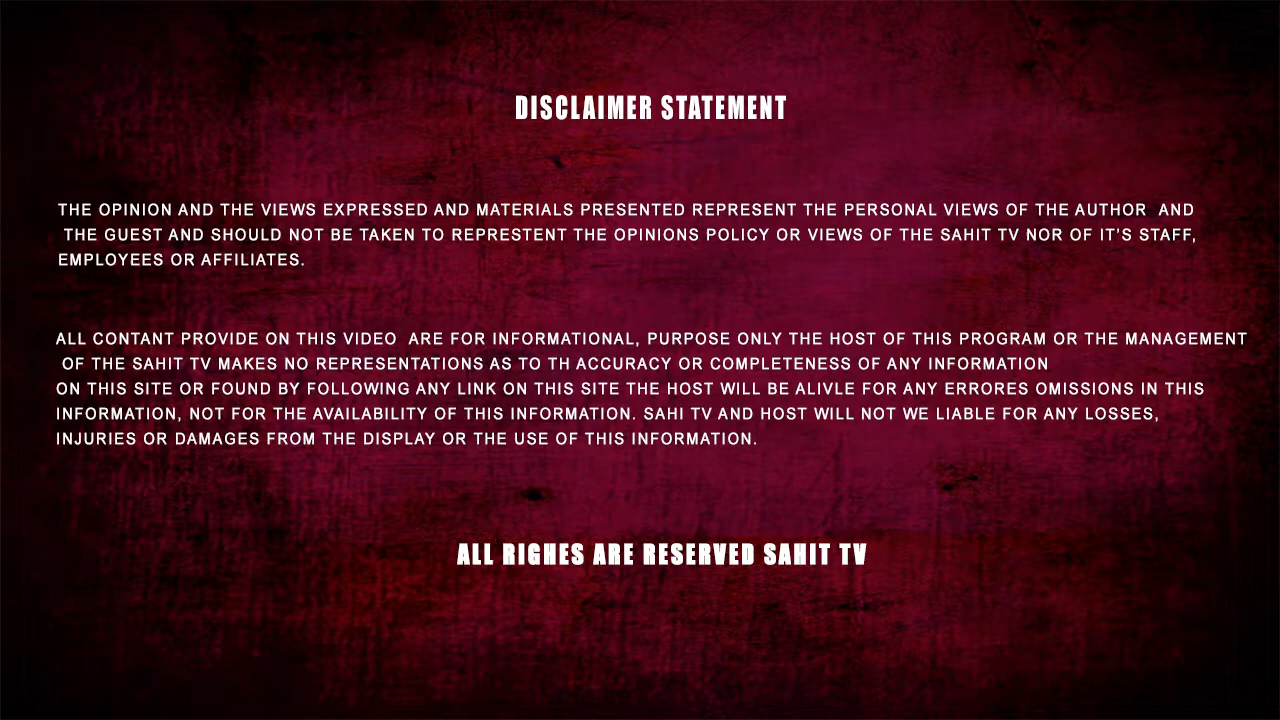 DISCLAIMER STATEMENT
THE OPINION AND THE VIEWS EXPRESSED AND MATERIALS PRESENTED REPRESENT THE PERSONAL VIEWS OF THE AUTHOR AND
THE GUEST AND SHOULD NOT BE TAKEN TO REPRESTENT THE OPINIONS POLICY OR VIEWS OF THE SAHIT TV NOR OF IT'S STAFF,
EMPLOYEES OR AFFILIATES.
ALL CONTANT PROVIDE ON THIS VIDEO ARE FOR INFORMATIONAL, PURPOSE ONLY THE HOST OF THIS PROGRAM OR THE MANAGEMENT
OF THE SAHIT TV MAKES NO REPRESENTATIONS AS TO TH ACCURACY OR COMPLETENESS OF ANY INFORMATION
ON THIS SITE OR FOUND BY FOLLOWING ANY LINK ON THIS SITE THE HOST WILL BE ALIVLE FOR ANY ERRORES OMISSIONS IN THIS
INFORMATION, NOT FOR THE AVAILABILITY OF THIS INFORMATION. SAHI TV AND HOST WILL NOT WE LIABLE FOR ANY LOSSES,
INJURIES OR DAMAGES FROM THE DISPLAY OR THE USE OF THIS INFORMATION.
ALL RIGHES ARE RESERVED SAHIT TV